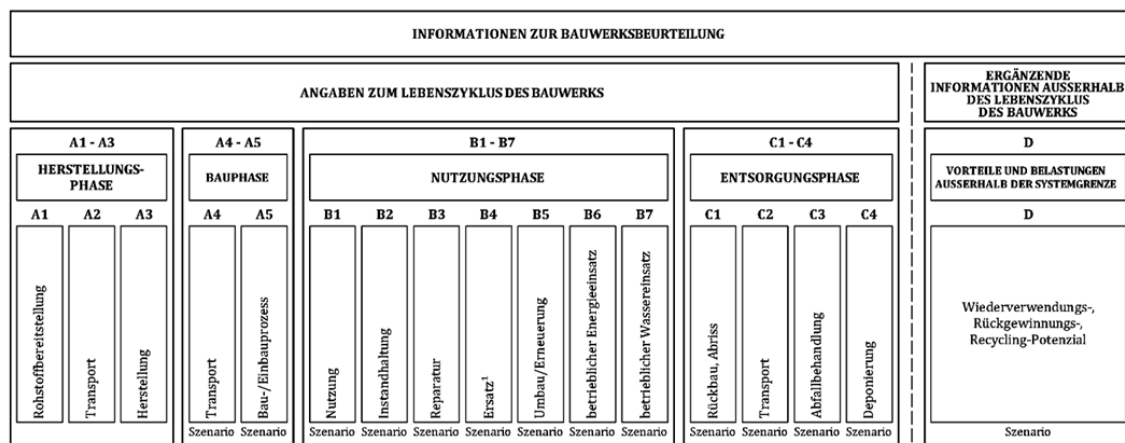 INFORMATIONEN ZUR BAUWERKSBEURTEILUNG
ANGABEN ZUM LEBENSZYKLUS DES BAUWERKS
ERGÄNZENDE
INFORMATIONEN AUSSERHALB
DES LEBENSZYKLUS
DES BAUWERKS
A1 - A3
HERSTELLUNGS-
PHASE
A1
A2
A3
Rohstoffbereitstellung
Transport
Herstellung
A4 - A5
BAUPHASE
A4
A5
Transport
Bau-/Einbauprozess
Szenario
Szenario
B1 - B7
NUTZUNGSPHASE
B1
B2
B3
B4
B5
B6
B7
Nutzung
Instandhaltung
Reparatur
Ersatz¹
Umbau/Erneuerung
betrieblicher Energieeinsatz
betrieblicher Wassereinsatz
Szenario
Szenario
Szenario
Szenario
Szenario
Szenario
Szenario
C1 - C4
ENTSORGUNGSPHASE
C1
C2
C3
C4
Rückbau, Abriss
Transport
Abfallbehandlung
Deponierung
Szenario
Szenario
Szenario
Szenario
D
VORTEILE UND BELASTUNGEN
AUSSERHALB DER SYSTEMGRENZE
D
Wiederverwendungs-,
Rückgewinnungs-,
Recycling-Potenzial
Szenario